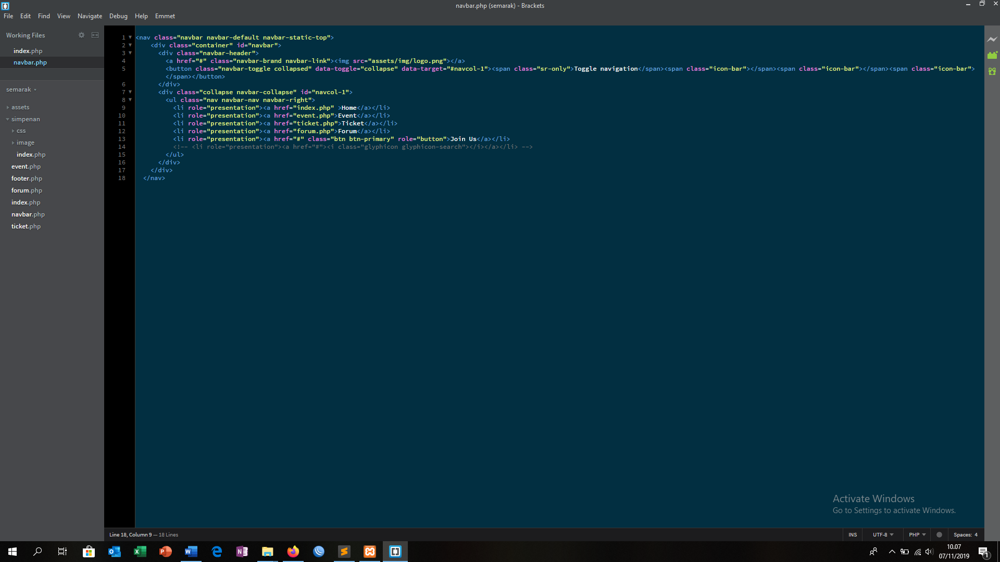 navbar.php (semarak) - Brackets
File Edit Find View Navigate Debug Help Emmet
Working Files
index.php
navbar.php
semarak
assets
simpenan
css
image
index.php
event.php
footer.php
forum.php
index.php
navbar.php
ticket.php
1 <nav class="navbar navbar-default navbar-static-top">
2 <div class="container" id="navbar">
3 <div class="navbar-header">
4 <a href="#" class="navbar-brand navbar-link"><img src="assets/img/logo.png"></a>
5 <button class="navbar-toggle collapsed" data-toggle="collapse" data-target="#navcol-1"><span class="sr-only">Toggle navigation</span><span class="icon-bar"></span><span class="icon-bar"></span><span class="icon-bar">
</span></button>
6 </div>
7 <div class="collapse navbar-collapse" id="navcol-1">
8 <ul class="nav navbar-nav navbar-right">
9 <li role="presentation"><a href="index.php" >Home</a></li>
10 <li role="presentation"><a href="event.php">Event</a></li>
11 <li role="presentation"><a href="ticket.php">Ticket</a></li>
12 <li role="presentation"><a href="forum.php">Forum</a></li>
13 <li role="presentation"><a href="#" class="btn btn-primary" role="button">Join Us</a></li>
14 <!-- <li role="presentation"><a href="#"><i class="glyphicon glyphicon-search"></i></a></li> -->
15 </ul>
16 </div>
17 </div>
18 </nav>
Activate Windows
Go to Settings to activate Windows.
Line 18, Column 9 — 18 Lines
INS UTF-8 PHP Spaces: 4
10.07
07/11/2019
1